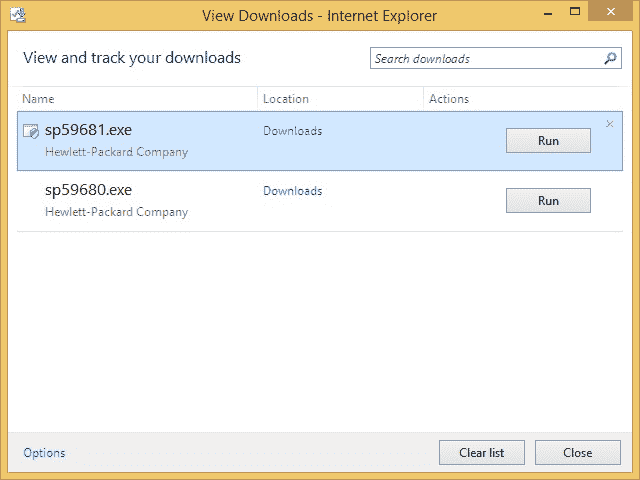 View Downloads - Internet Explorer
View and track your downloads
Search downloads
Name Location Actions
sp59681.exe Downloads Run
Hewlett-Packard Company
sp59680.exe Downloads Run
Hewlett-Packard Company
Options Clear list Close